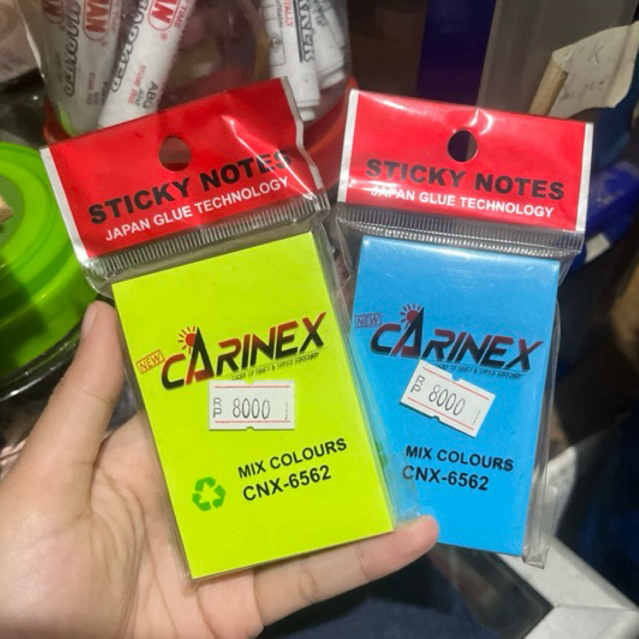 STICKY NOTES
JAPAN GLUE TECHNOLOGY
NEW
CARINEX
RP 8000
MIX COLOURS
CNX-6562
STICKY NOTES
JAPAN GLUE TECHNOLOGY
NEW
CARINEX
RP 8000
MIX COLOURS
CNX-6562